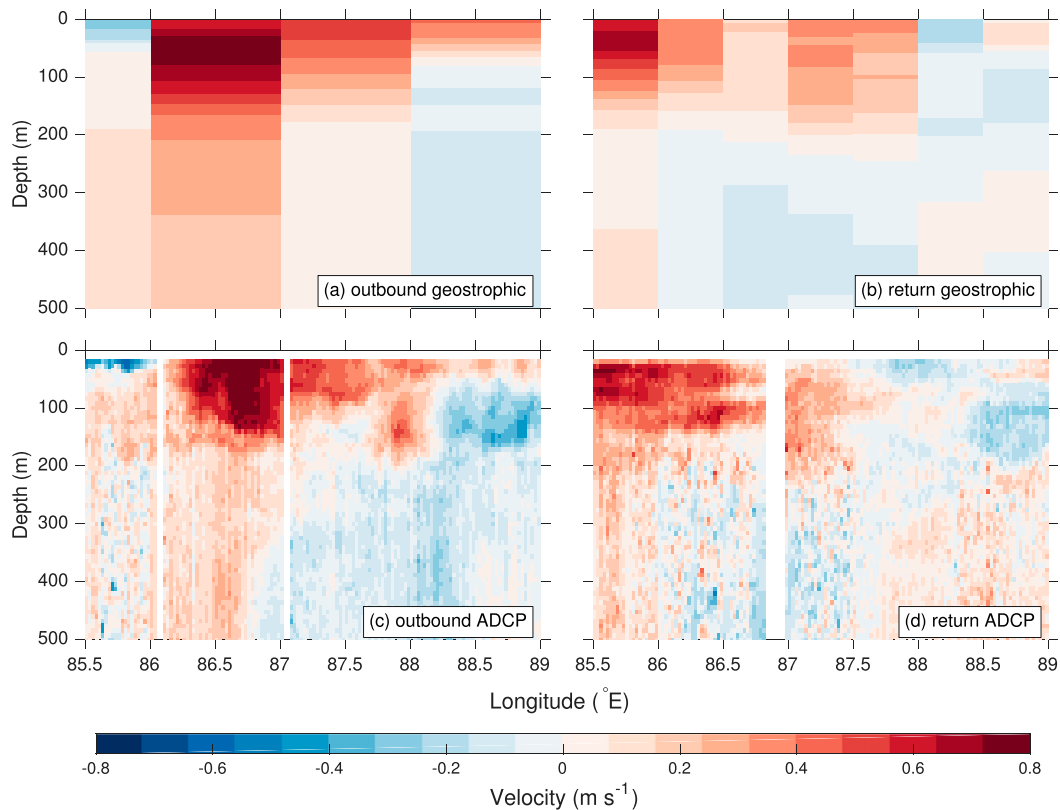 0
100
200
300
400
500
Depth (m)
(a) outbound geostrophic
(b) return geostrophic
0
100
200
300
400
500
Depth (m)
(c) outbound ADCP
(d) return ADCP
85.5 86 86.5 87 87.5 88 88.5 89
85.5 86 86.5 87 87.5 88 88.5 89
Longitude (°E)
-0.8 -0.6 -0.4 -0.2 0 0.2 0.4 0.6 0.8
Velocity (m s⁻¹)